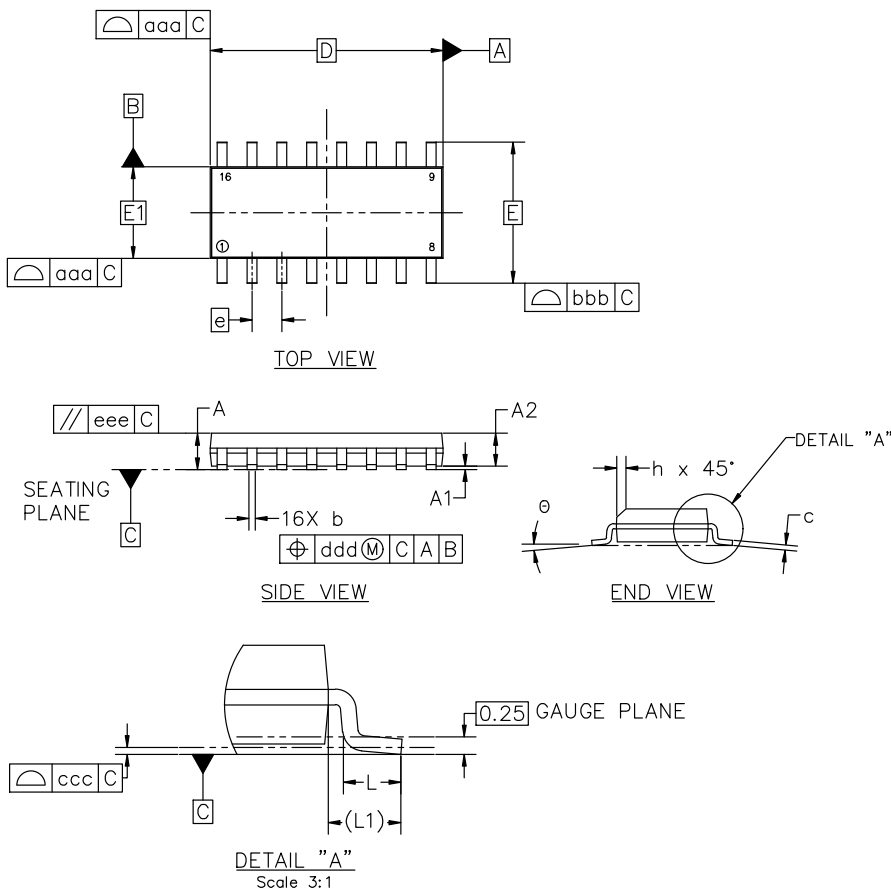 ⌓ aaa C
D
A
B
16
9
E1
E
①
8
⌓ aaa C
⌓ bbb C
e
TOP VIEW
// eee C
A
A2
DETAIL "A"
h x 45°
SEATING
PLANE
A1
θ
c
C
16X b
⌖ dddⓂ C A B
SIDE VIEW
END VIEW
0.25 GAUGE PLANE
⌓ ccc C
L
C
(L1)
DETAIL "A"
Scale 3:1